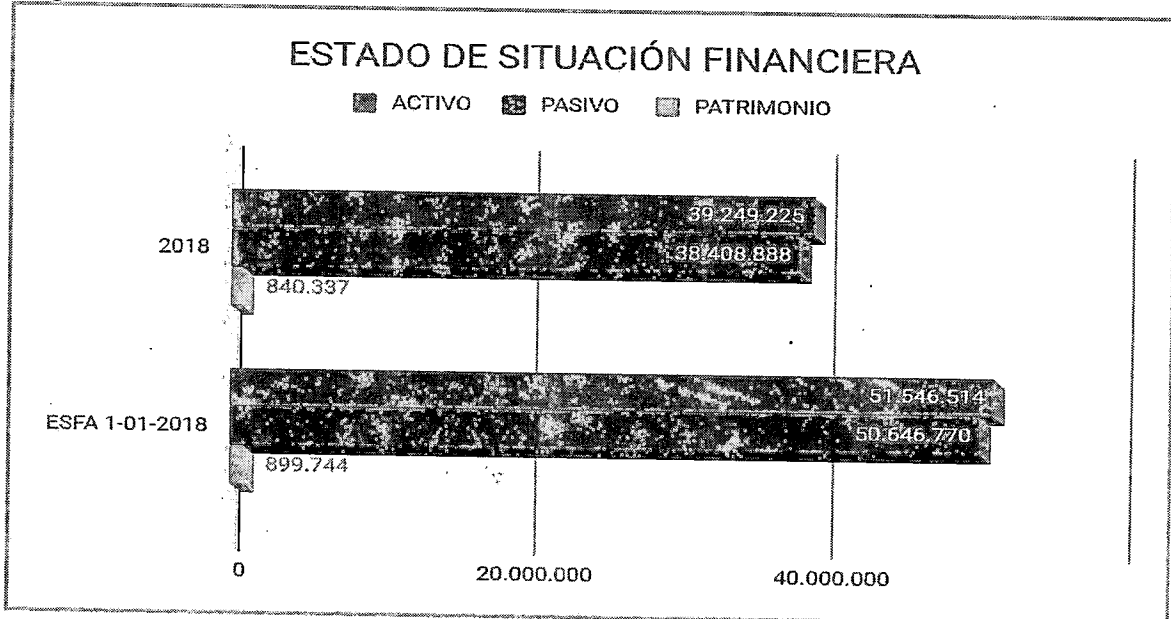 ESTADO DE SITUACIÓN FINANCIERA
ACTIVO PASIVO PATRIMONIO
2018
39.249.225
38.408.888
840.337
ESFA 1-01-2018
51.546.514
50.646.770
899.744
0 20.000.000 40.000.000